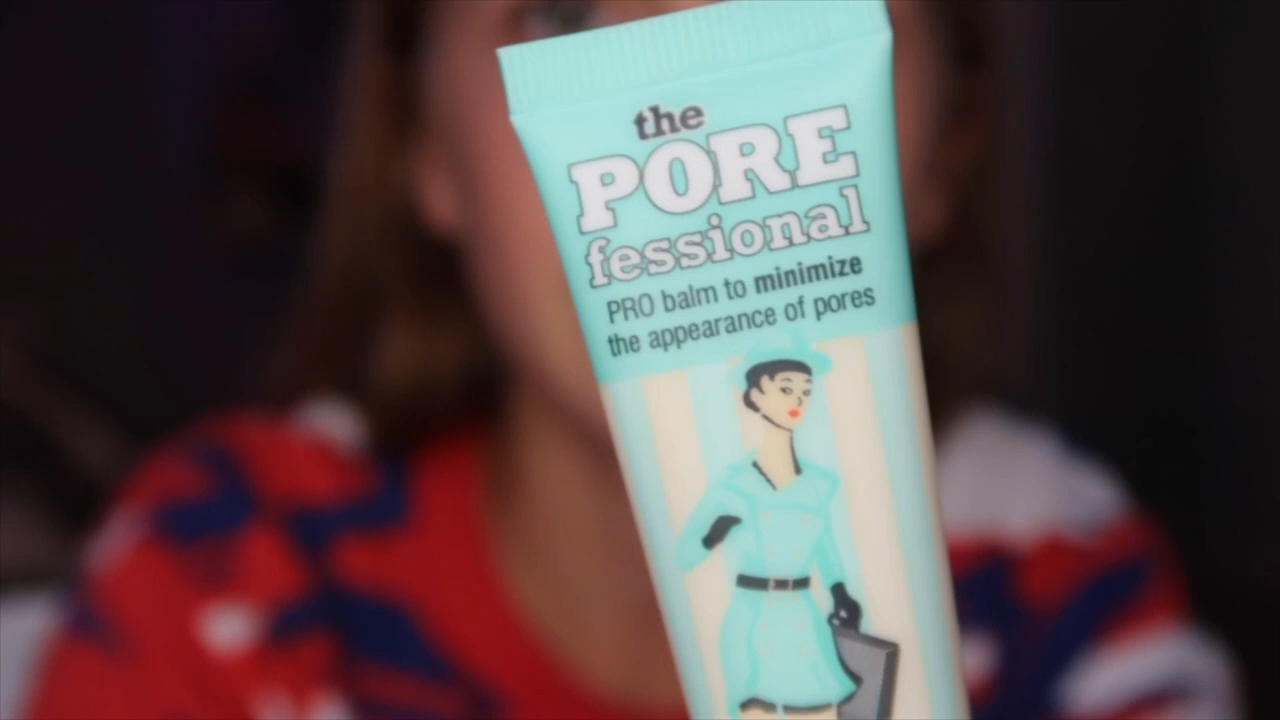 the
PORE
fessional
PRO balm to minimize
the appearance of pores